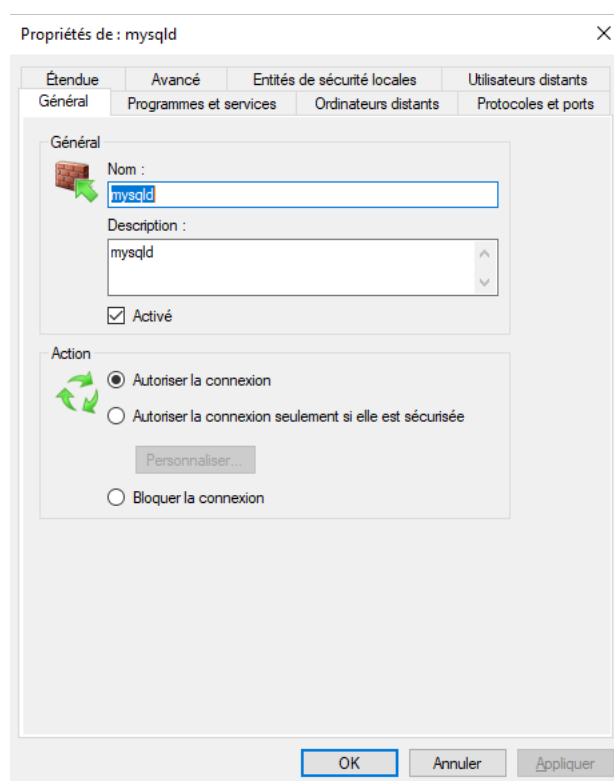 Propriétés de : mysqld
Étendue Avancé Entités de sécurité locales Utilisateurs distants
Général Programmes et services Ordinateurs distants Protocoles et ports
Général
Nom :
mysqld
Description :
mysqld
Activé
Action
Autoriser la connexion
Autoriser la connexion seulement si elle est sécurisée
Personnaliser...
Bloquer la connexion
OK Annuler Appliquer